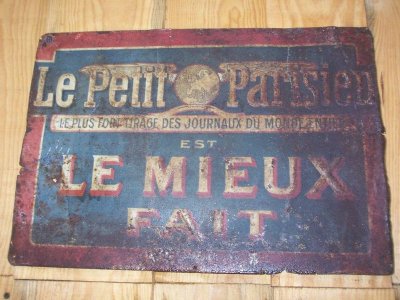 Le Petit Parisien
LE PLUS FORT TIRAGE DES JOURNAUX DU MONDE ENTIER
EST
LE MIEUX
FAIT